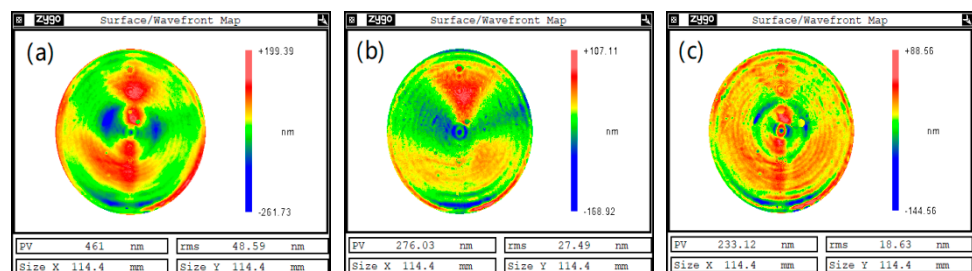 zygo Surface/Wavefront Map
(a)
+199.39
nm
-261.73
PV 461 nm rms 48.59 nm
Size X 114.4 mm Size Y 114.4 mm
zygo Surface/Wavefront Map
(b)
+107.11
nm
-168.92
PV 276.03 nm rms 27.49 nm
Size X 114.4 mm Size Y 114.4 mm
zygo Surface/Wavefront Map
(c)
+88.56
nm
-144.56
PV 233.12 nm rms 18.63 nm
Size X 114.4 mm Size Y 114.4 mm